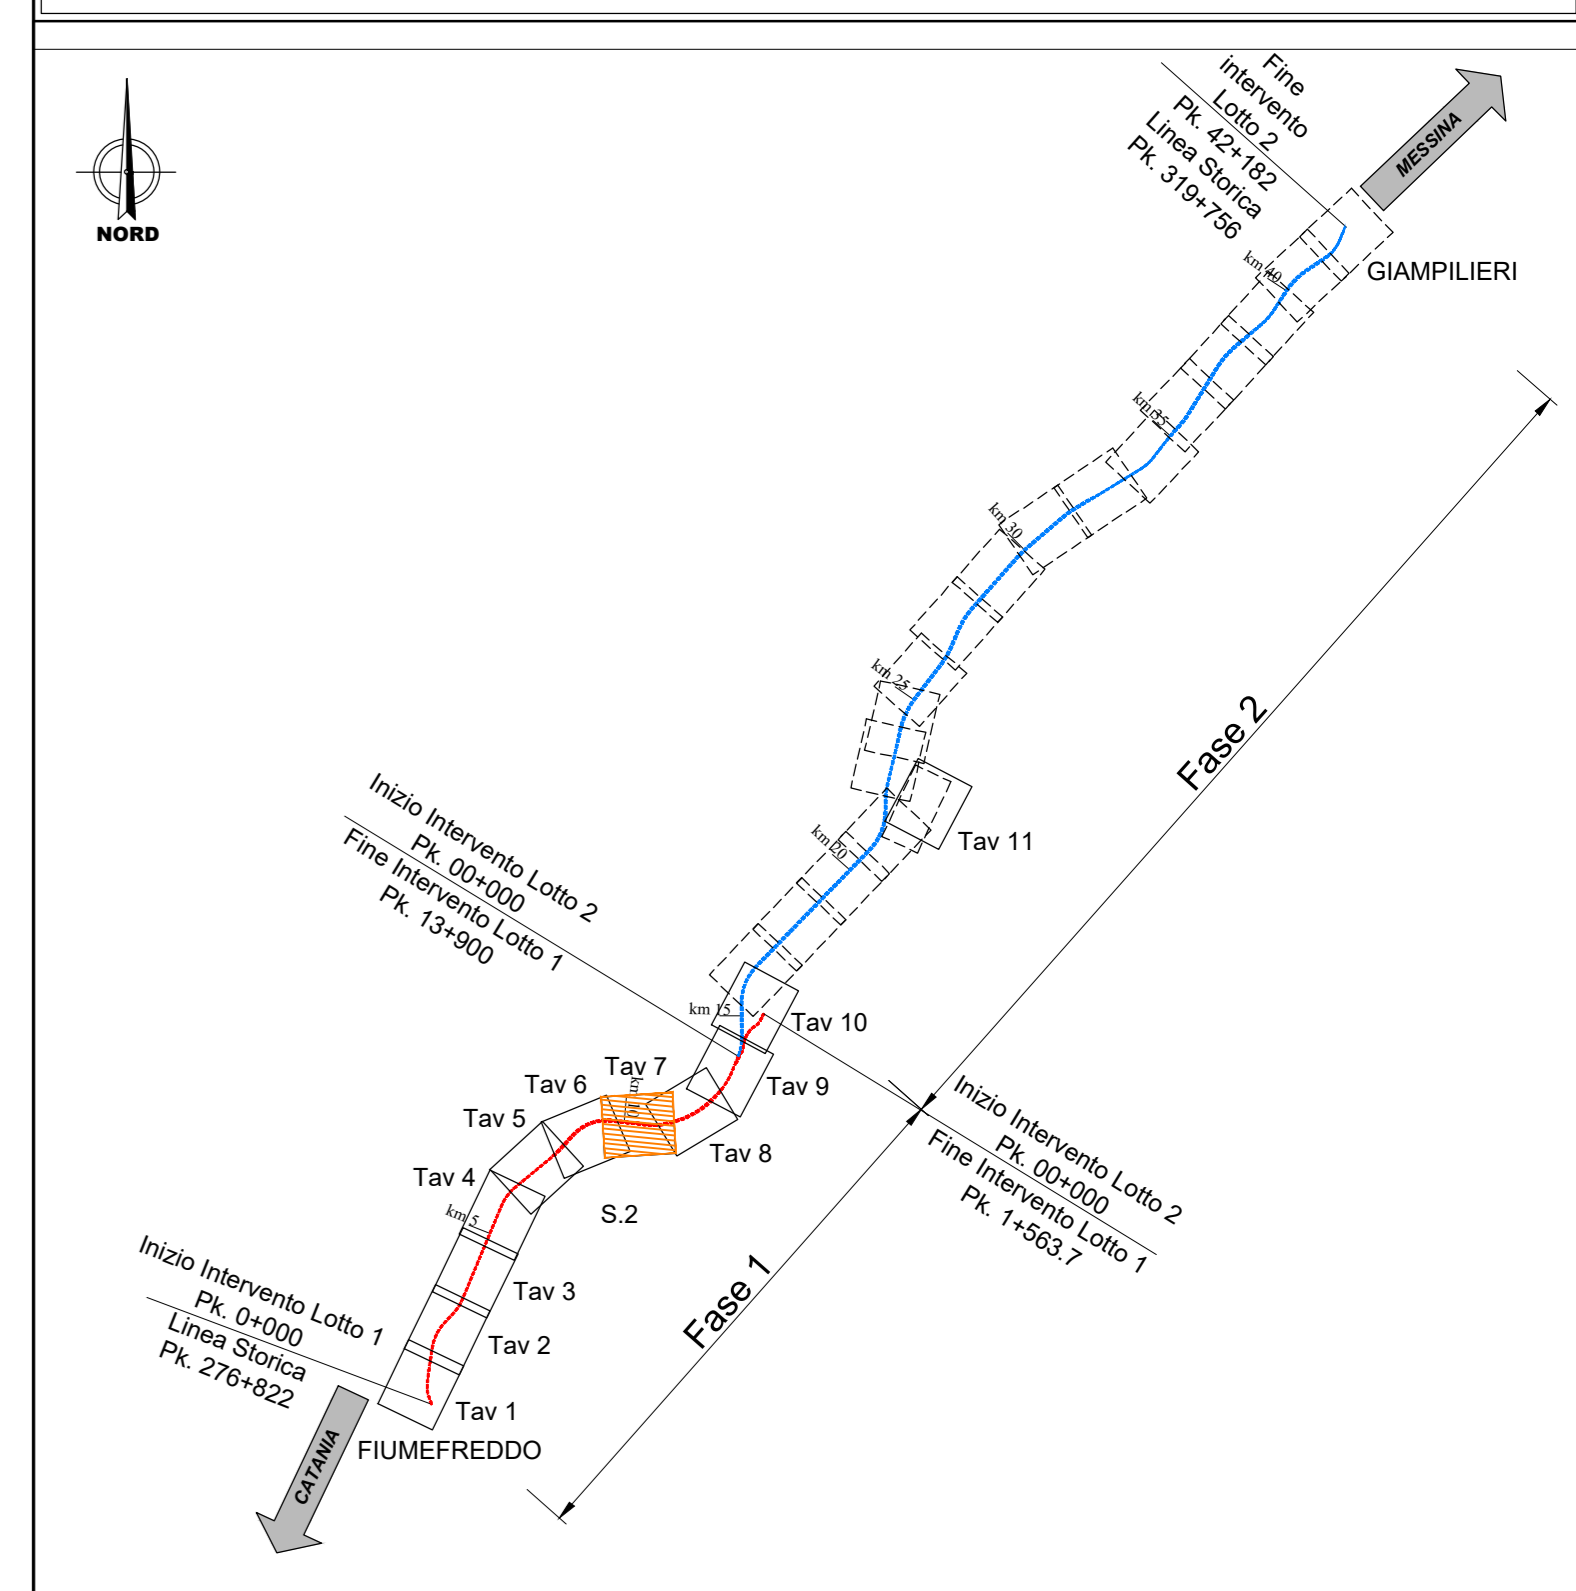 NORD
Fine
intervento
Lotto 2
Pk. 42+182
Linea Storica
Pk. 319+756
MESSINA
GIAMPILIERI
km 40
km 35
km 30
km 25
Fase 2
Tav 11
km 20
Inizio Intervento Lotto 2
Pk. 00+000
Fine Intervento Lotto 1
Pk. 13+900
km 15
Tav 10
Tav 9
Tav 7
km 10
Tav 6
Tav 5
Tav 8
Tav 4
S.2
km 5
Inizio Intervento Lotto 2
Pk. 00+000
Fine Intervento Lotto 1
Pk. 1+563.7
Fase 1
Tav 3
Tav 2
Inizio Intervento Lotto 1
Pk. 0+000
Linea Storica
Pk. 276+822
Tav 1
FIUMEFREDDO
CATANIA